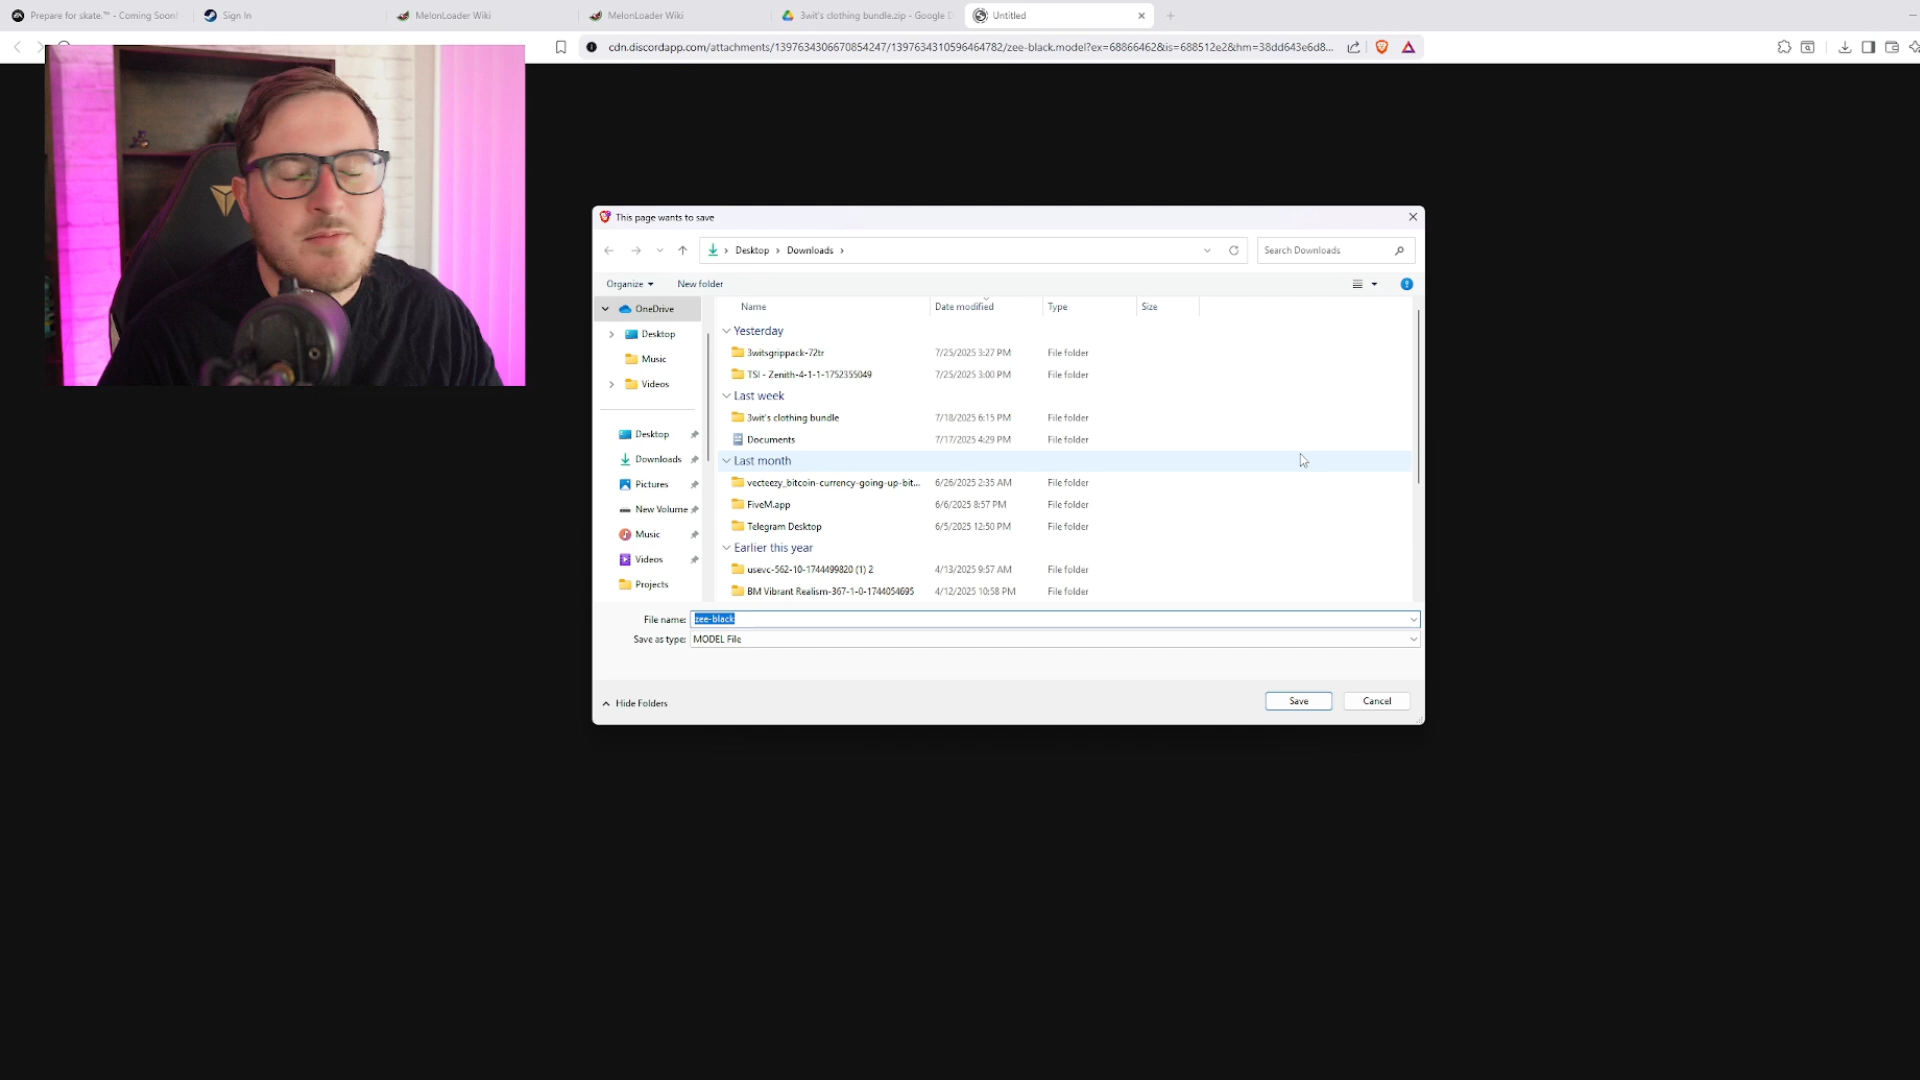 Prepare for skate.™ - Coming Soon!
Sign In
MelonLoader Wiki
MelonLoader Wiki
3wit's clothing bundle.zip - Google D
Untitled
cdn.discordapp.com/attachments/1397634306670854247/1397634310596464782/zee-black.model?ex=68866462&is=688512e2&hm=38dd643e6d8...
This page wants to save
Desktop › Downloads ›
Search Downloads
Organize
New folder
Name Date modified Type Size
OneDrive
Desktop
Music
Videos
Desktop
Downloads
Pictures
New Volume
Music
Videos
Projects
Yesterday
3witsgrippack-72tr 7/25/2025 3:27 PM File folder
TSI - Zenith-4-1-1-1752355049 7/25/2025 3:00 PM File folder
Last week
3wit's clothing bundle 7/18/2025 6:15 PM File folder
Documents 7/17/2025 4:29 PM File folder
Last month
vecteezy_bitcoin-currency-going-up-bit... 6/26/2025 2:35 AM File folder
FiveM.app 6/6/2025 8:57 PM File folder
Telegram Desktop 6/5/2025 12:50 PM File folder
Earlier this year
usevc-562-10-1744499820 (1) 2 4/13/2025 9:57 AM File folder
BM Vibrant Realism-367-1-0-1744054695 4/12/2025 10:58 PM File folder
File name: zee-black
Save as type: MODEL File
Hide Folders
Save
Cancel